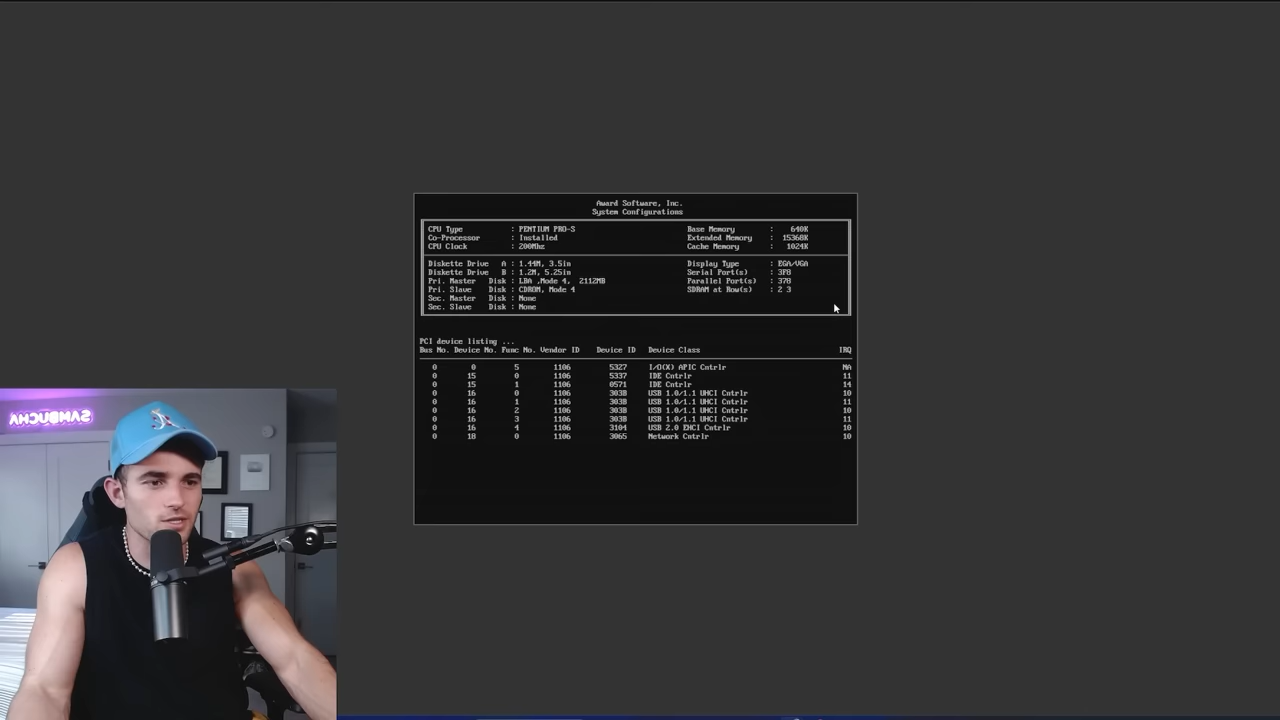 Award Software, Inc.
System Configurations
CPU Type : PENTIUM PRO-S Base Memory : 640K
Co-Processor : Installed Extended Memory : 15368K
CPU Clock : 200Mhz Cache Memory : 1024K
Diskette Drive A : 1.44M, 3.5in Display Type : EGA/VGA
Diskette Drive B : 1.2M, 5.25in Serial Port(s) : 3F8
Pri. Master Disk : LBA ,Mode 4, 2112MB Parallel Port(s) : 378
Pri. Slave Disk : CDROM, Mode 4 SDRAM at Row(s) : 2 3
Sec. Master Disk : None
Sec. Slave Disk : None
PCI device listing ...
Bus No. Device No. Func No. Vendor ID Device ID Device Class IRQ
0 0 5 1106 5327 I/O(X) APIC Cntrlr NA
0 15 0 1106 5337 IDE Cntrlr 11
0 15 1 1106 0571 IDE Cntrlr 14
0 16 0 1106 303B USB 1.0/1.1 UHCI Cntrlr 10
0 16 1 1106 303B USB 1.0/1.1 UHCI Cntrlr 11
0 16 2 1106 303B USB 1.0/1.1 UHCI Cntrlr 10
0 16 3 1106 303B USB 1.0/1.1 UHCI Cntrlr 11
0 16 4 1106 3104 USB 2.0 EHCI Cntrlr 10
0 18 0 1106 3065 Network Cntrlr 10
SAMBUCHA